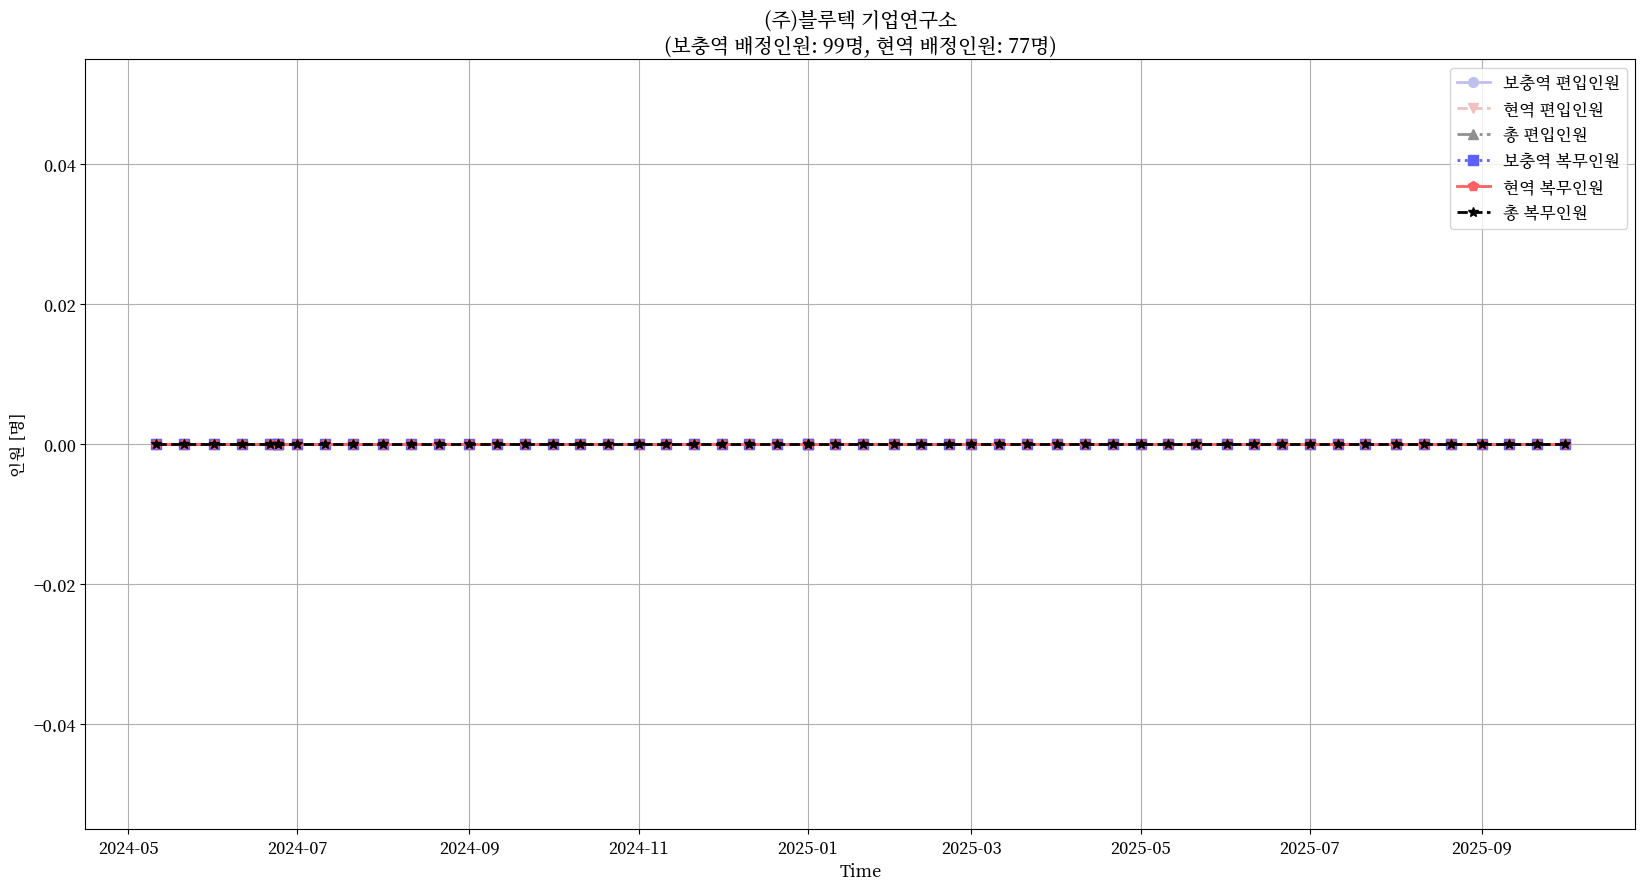 (주)블루텍 기업연구소
(보충역 배정인원: 99명, 현역 배정인원: 77명)
보충역 편입인원
현역 편입인원
총 편입인원
보충역 복무인원
현역 복무인원
총 복무인원
인원 [명]
0.04
0.02
0.00
−0.02
−0.04
2024-05
2024-07
2024-09
2024-11
2025-01
2025-03
2025-05
2025-07
2025-09
Time